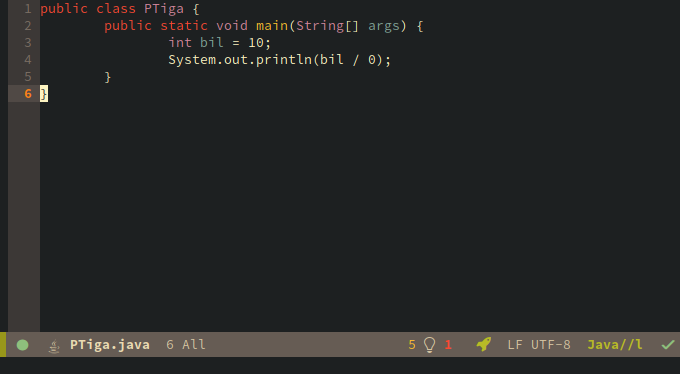 1 public class PTiga {
2 public static void main(String[] args) {
3 int bil = 10;
4 System.out.println(bil / 0);
5 }
6 }
PTiga.java 6 All 5 1 LF UTF-8 Java//l